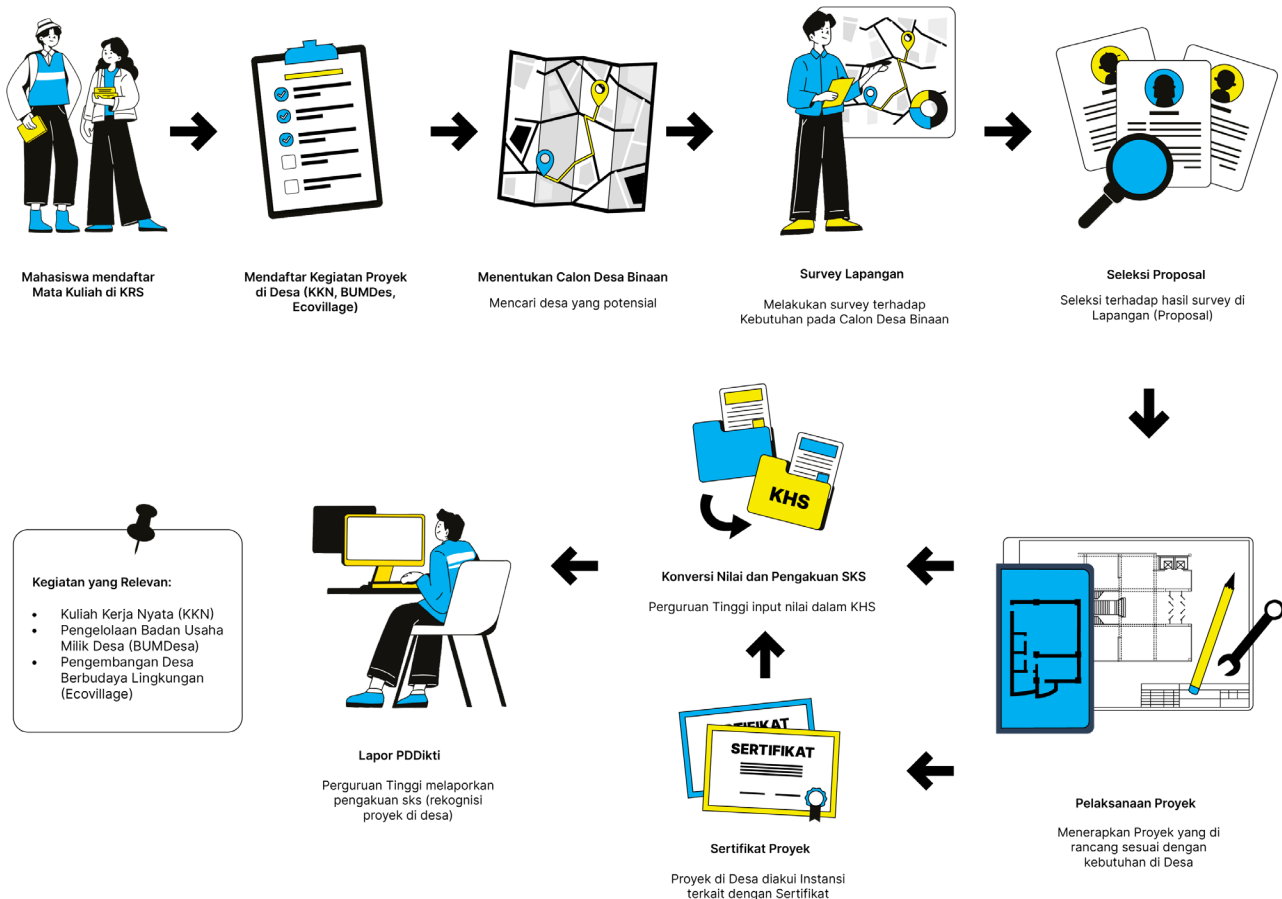 Mahasiswa mendaftar
Mata Kuliah di KRS
Mendaftar Kegiatan Proyek
di Desa (KKN, BUMDes,
Ecovillage)
Menentukan Calon Desa Binaan
Mencari desa yang potensial
Survey Lapangan
Melakukan survey terhadap
Kebutuhan pada Calon Desa Binaan
Seleksi Proposal
Seleksi terhadap hasil survey di
Lapangan (Proposal)
Kegiatan yang Relevan:
• Kuliah Kerja Nyata (KKN)
• Pengelolaan Badan Usaha
Milik Desa (BUMDesa)
• Pengembangan Desa
Berbudaya Lingkungan
(Ecovillage)
Lapor PDDikti
Perguruan Tinggi melaporkan
pengakuan sks (rekognisi
proyek di desa)
KHS
Konversi Nilai dan Pengakuan SKS
Perguruan Tinggi input nilai dalam KHS
SERTIFIKAT
Sertifikat Proyek
Proyek di Desa diakui Instansi
terkait dengan Sertifikat
Pelaksanaan Proyek
Menerapkan Proyek yang di
rancang sesuai dengan
kebutuhan di Desa